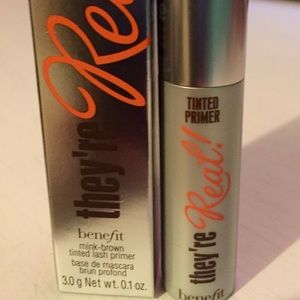 they're Real!
benefit
mink-brown
tinted lash primer
base de mascara
brun profond
3.0 g Net wt. 0.1 oz.
TINTED
PRIMER
they're Real!
benefit